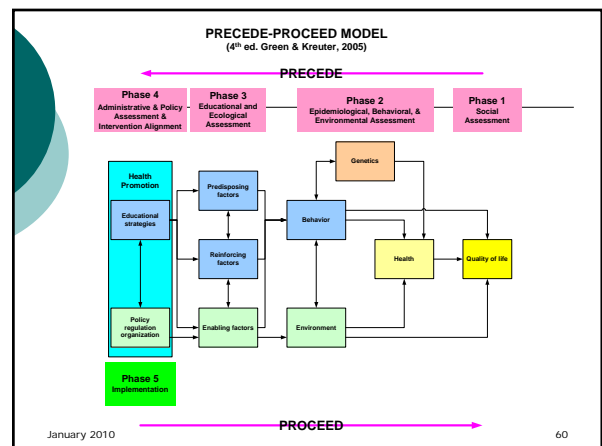 PRECEDE-PROCEED MODEL
(4th ed. Green & Kreuter, 2005)
PRECEDE
Phase 4
Administrative & Policy
Assessment &
Intervention Alignment
Phase 3
Educational and
Ecological
Assessment
Phase 2
Epidemiological, Behavioral, &
Environmental Assessment
Phase 1
Social
Assessment
Health
Promotion
Educational
strategies
Policy
regulation
organization
Predisposing
factors
Reinforcing
factors
Enabling factors
Genetics
Behavior
Environment
Health
Quality of life
Phase 5
Implementation
PROCEED
January 2010
60